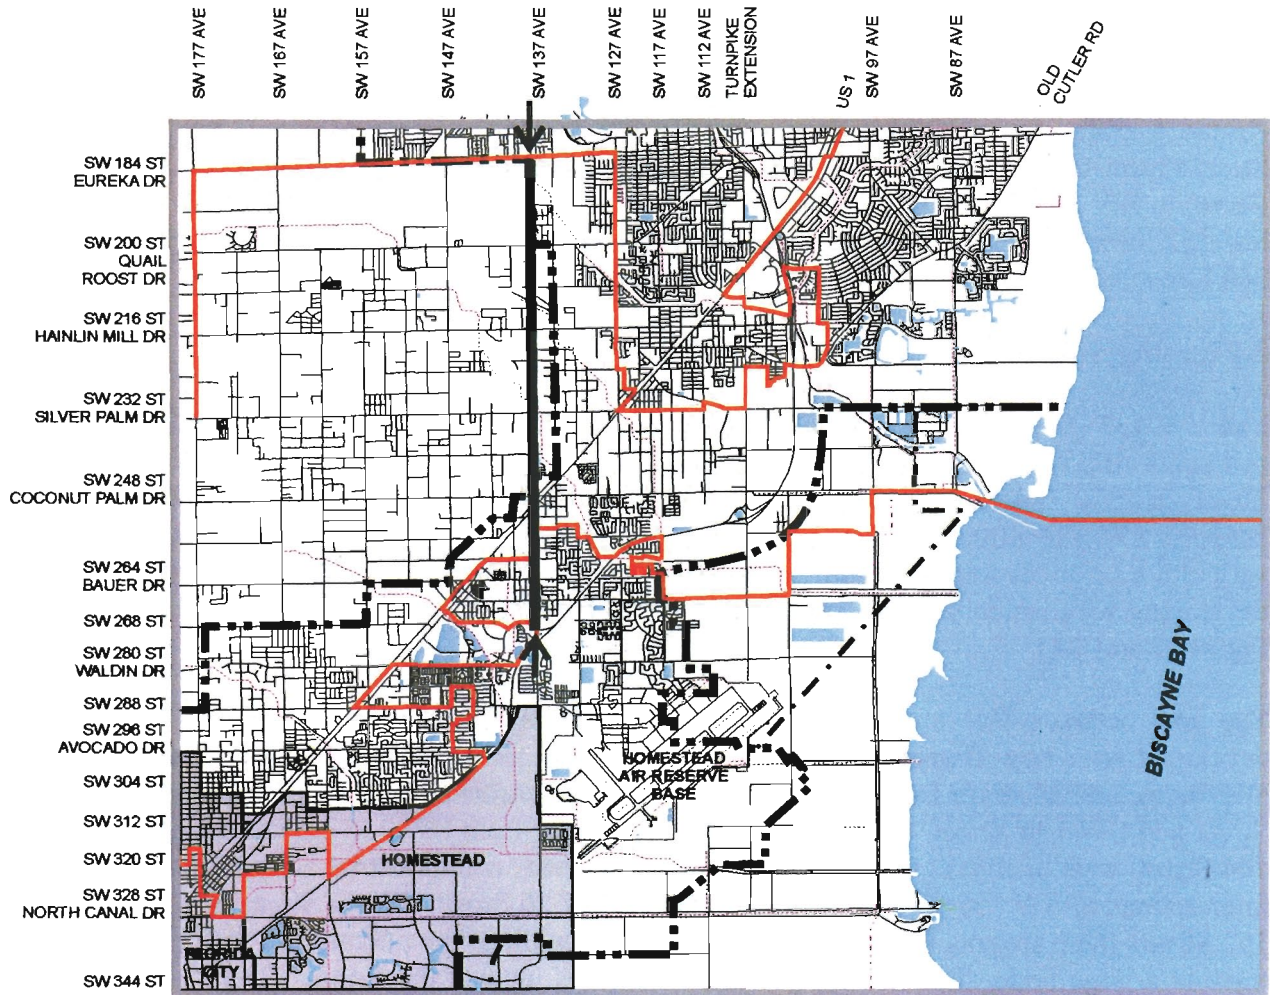 SW 177 AVE
SW 167 AVE
SW 157 AVE
SW 147 AVE
SW 137 AVE
SW 127 AVE
SW 117 AVE
SW 112 AVE
TURNPIKE
EXTENSION
US 1
SW 97 AVE
SW 87 AVE
OLD
CUTLER RD
SW 184 ST
EUREKA DR
SW 200 ST
QUAIL
ROOST DR
SW 216 ST
HAINLIN MILL DR
SW 232 ST
SILVER PALM DR
SW 248 ST
COCONUT PALM DR
SW 264 ST
BAUER DR
SW 268 ST
SW 280 ST
WALDIN DR
SW 288 ST
SW 296 ST
AVOCADO DR
SW 304 ST
SW 312 ST
SW 320 ST
SW 328 ST
NORTH CANAL DR
SW 344 ST
BISCAYNE BAY
HOMESTEAD
AIR RESERVE
BASE
HOMESTEAD
FLORIDA
CITY